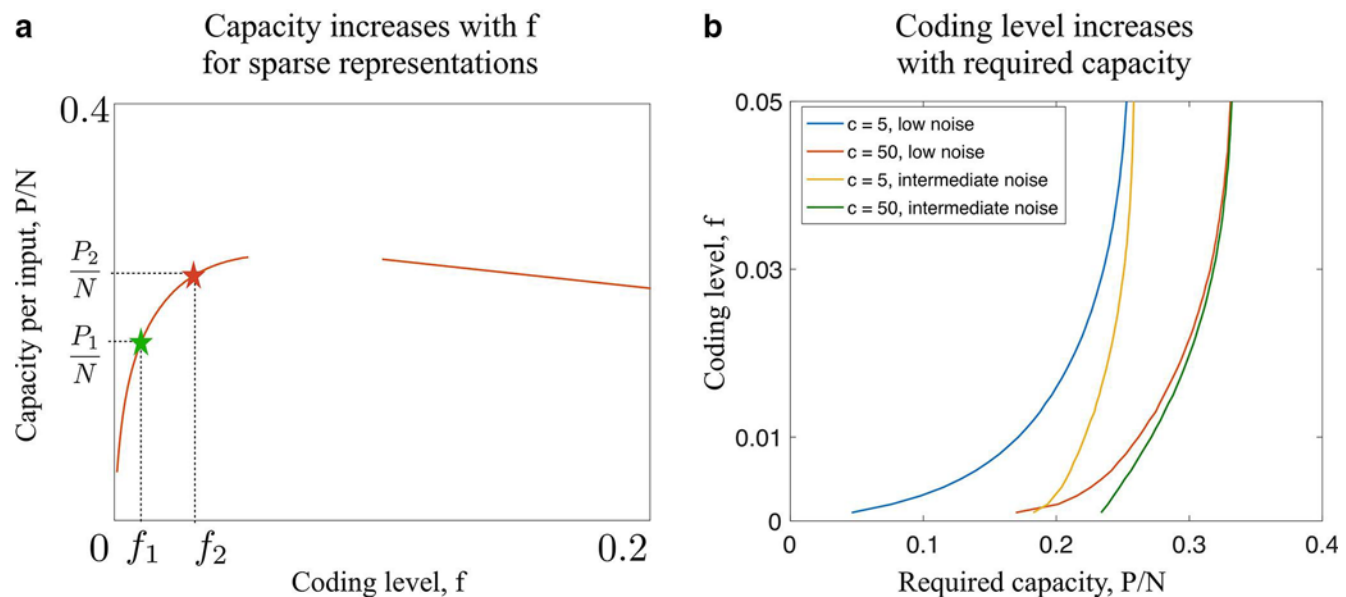 a
Capacity increases with f
for sparse representations
0.4
Capacity per input, P/N
P₂
N
P₁
N
0
f₁
f₂
0.2
Coding level, f
b
Coding level increases
with required capacity
0.05
c = 5, low noise
c = 50, low noise
c = 5, intermediate noise
c = 50, intermediate noise
Coding level, f
0.03
0.01
0
0
0.1
0.2
0.3
0.4
Required capacity, P/N